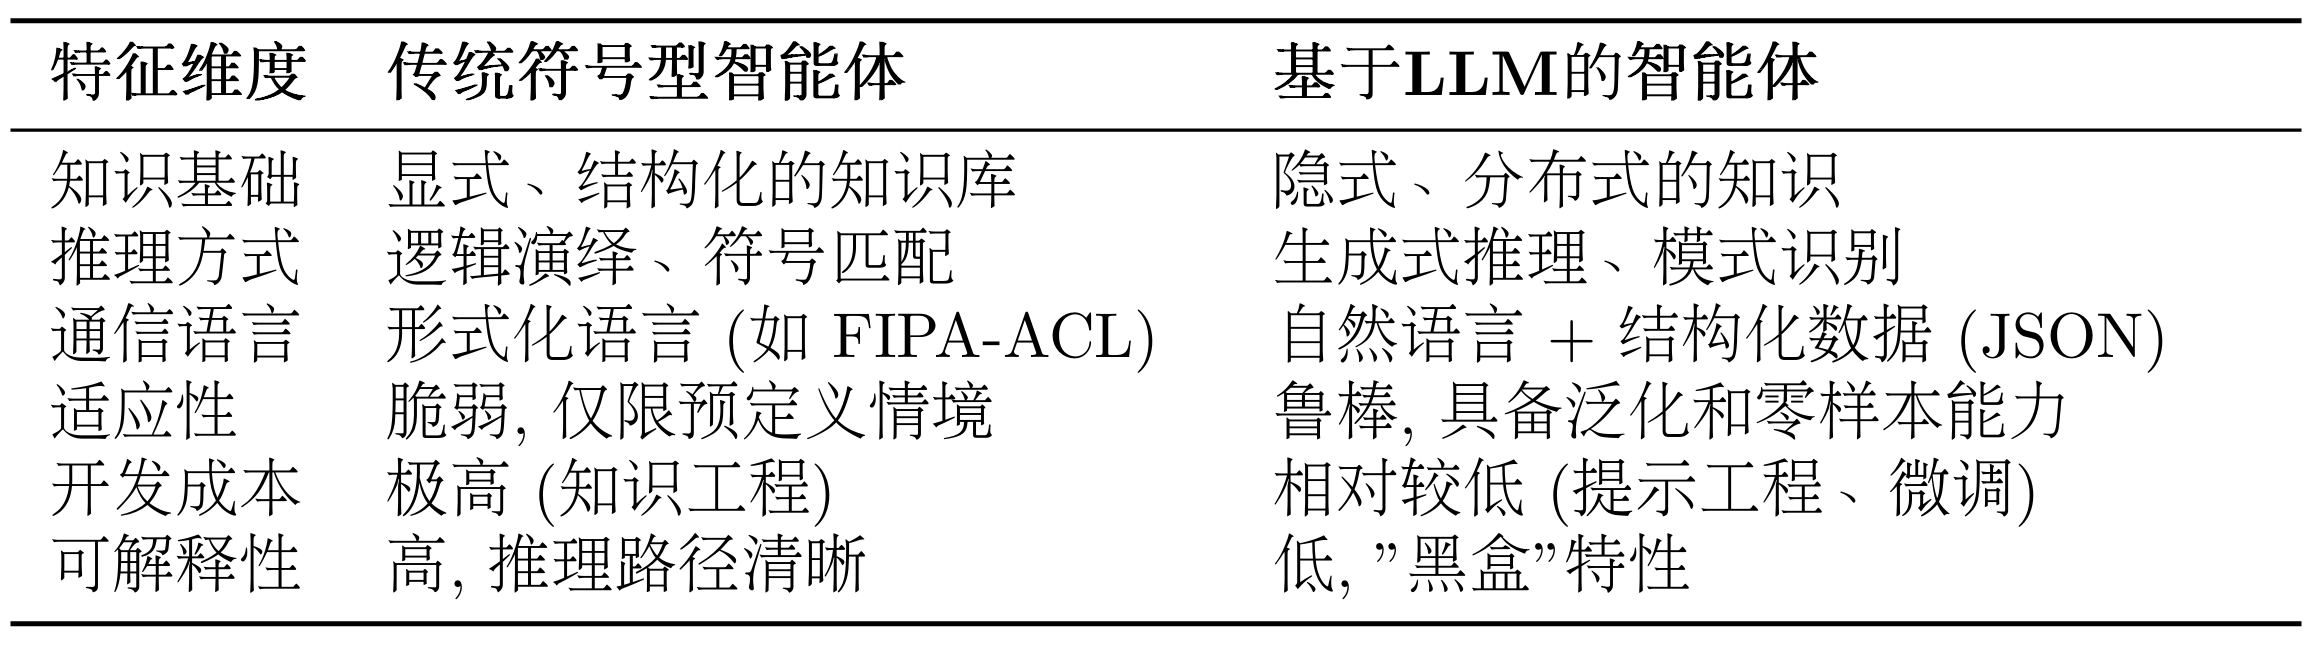 特征维度 传统符号型智能体 基于LLM的智能体
知识基础 显式、结构化的知识库 隐式、分布式的知识
推理方式 逻辑演绎、符号匹配 生成式推理、模式识别
通信语言 形式化语言 (如 FIPA-ACL) 自然语言 + 结构化数据 (JSON)
适应性 脆弱, 仅限预定义情境 鲁棒, 具备泛化和零样本能力
开发成本 极高 (知识工程) 相对较低 (提示工程、微调)
可解释性 高, 推理路径清晰 低, ”黑盒”特性